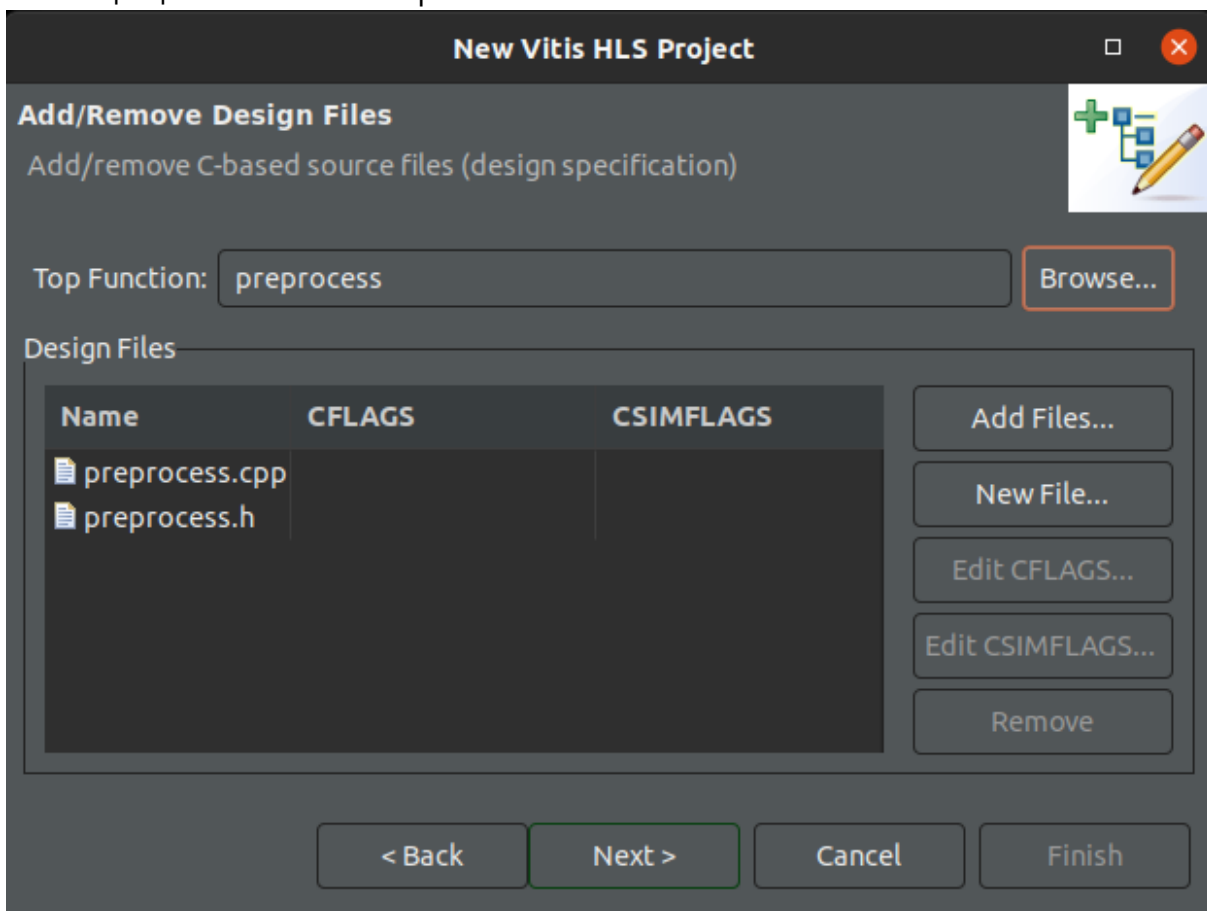 New Vitis HLS Project
Add/Remove Design Files
Add/remove C-based source files (design specification)
Top Function: preprocess Browse...
Design Files
Name CFLAGS CSIMFLAGS Add Files...
preprocess.cpp
New File...
preprocess.h
Edit CFLAGS...
Edit CSIMFLAGS...
Remove
< Back Next > Cancel Finish